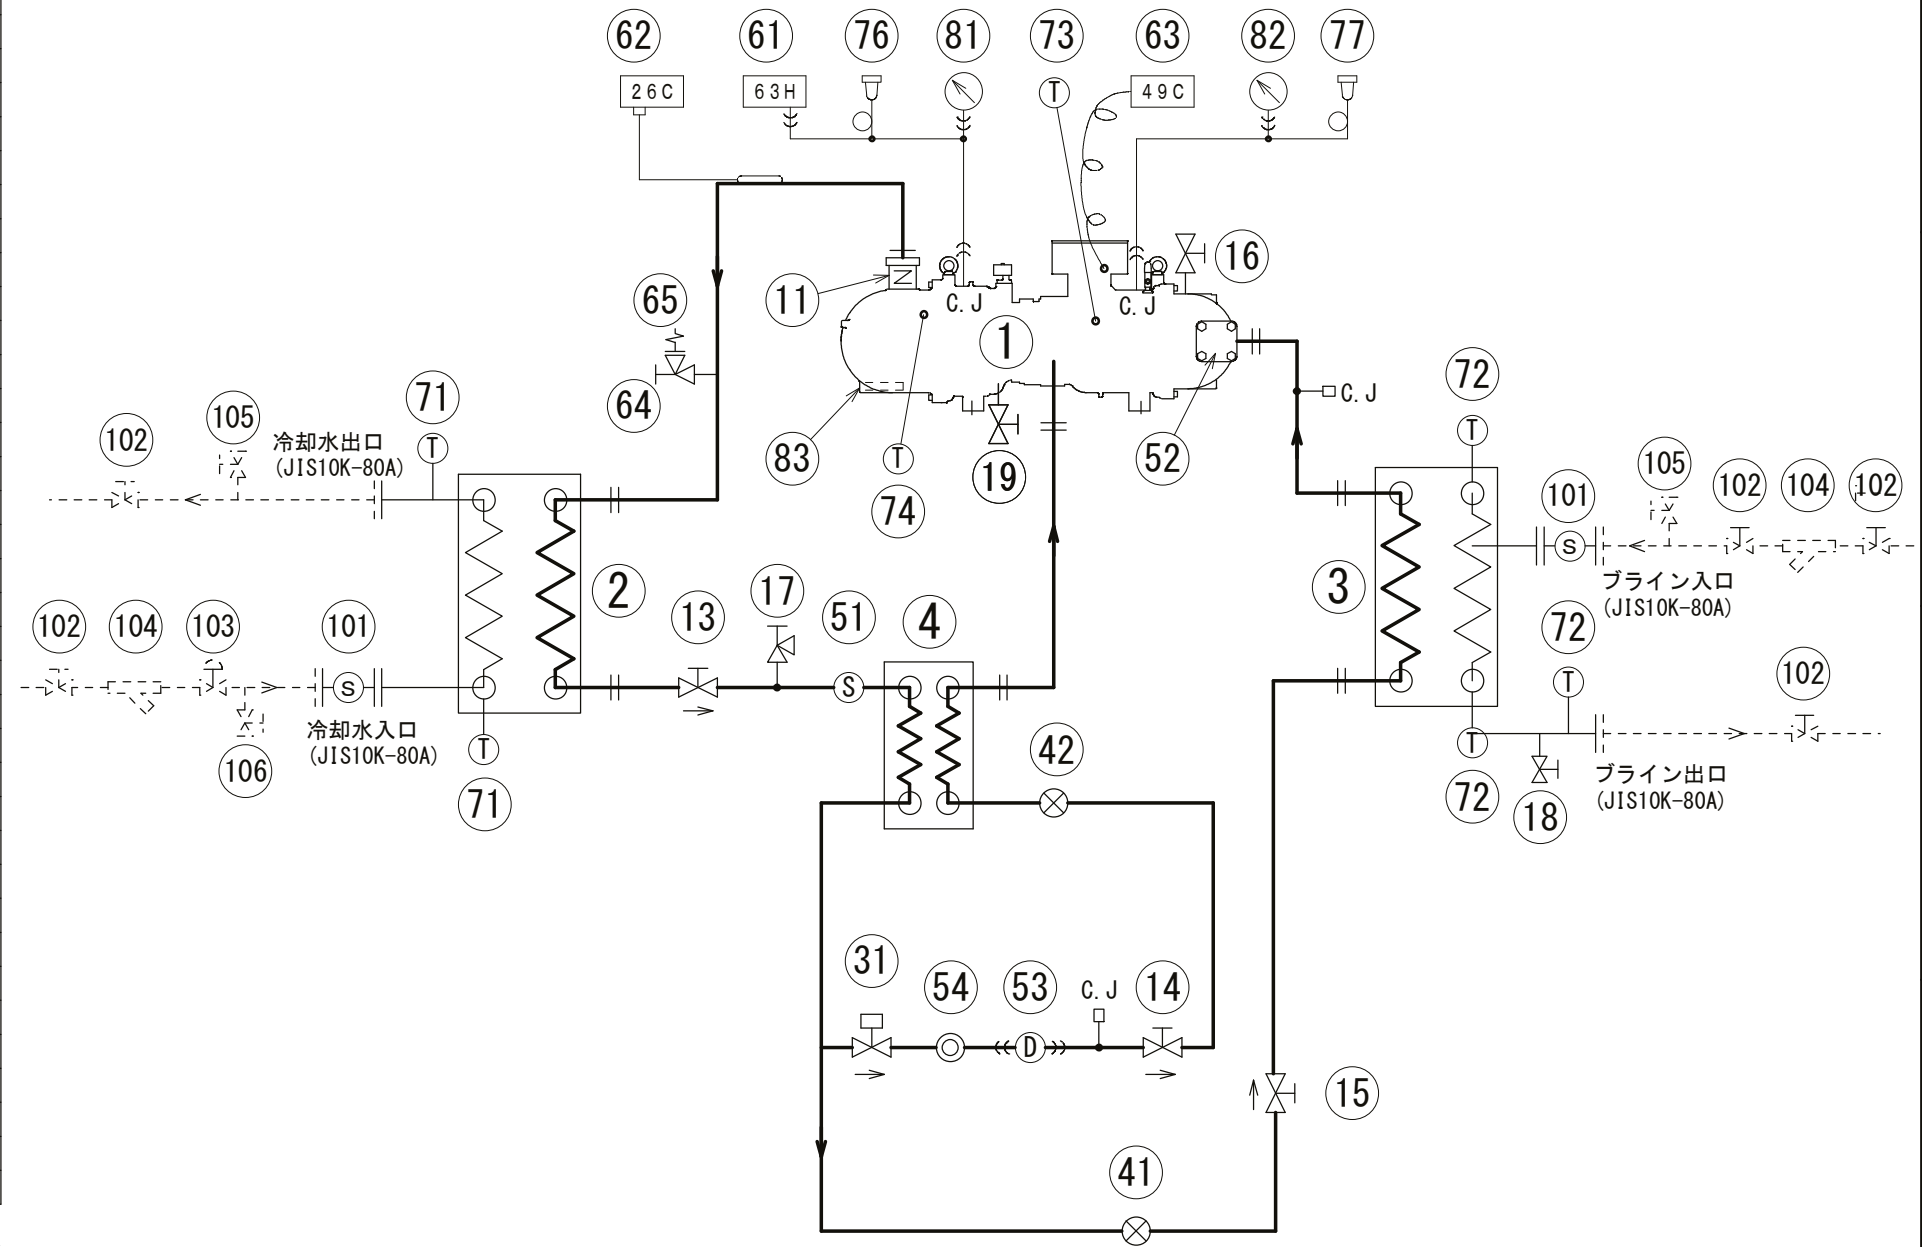 62 61 76 81 73 63 82 77
26C 63H T 49C
16
65 11 C.J C.J
1
64 71 72
C.J
102 105 冷却水出口
(JIS10K-80A)
T 83 T 19 52 T
74
105 102 104 102
101
S
ブライン入口
(JIS10K-80A)
2 3
102 104 103 101 13 17 51 4 72
102
S S T
冷却水入口
(JIS10K-80A)
T T
106 42
ブライン出口
(JIS10K-80A)
71 72 18
31 54 53 C.J 14
D
15
41